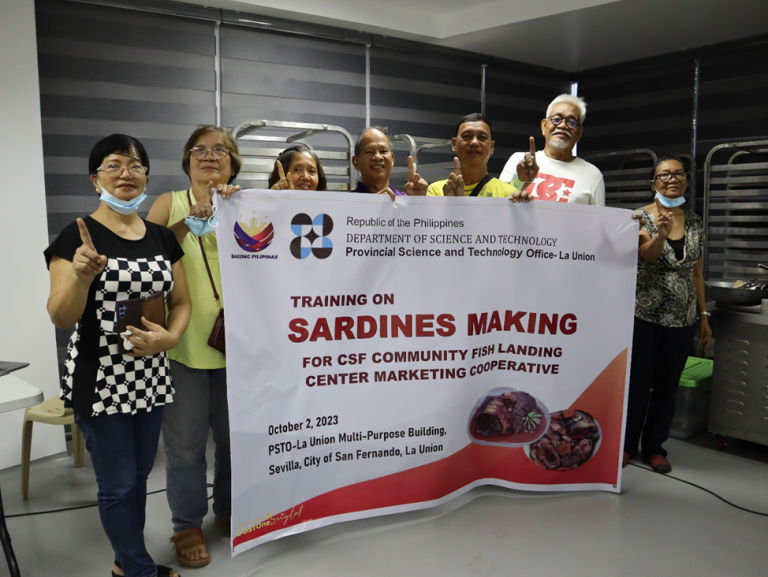 BAGONG PILIPINAS
Republic of the Philippines
DEPARTMENT OF SCIENCE AND TECHNOLOGY
Provincial Science and Technology Office- La Union
TRAINING ON
SARDINES MAKING
FOR CSF COMMUNITY FISH LANDING
CENTER MARKETING COOPERATIVE
October 2, 2023
PSTO-La Union Multi-Purpose Building,
Sevilla, City of San Fernando, La Union